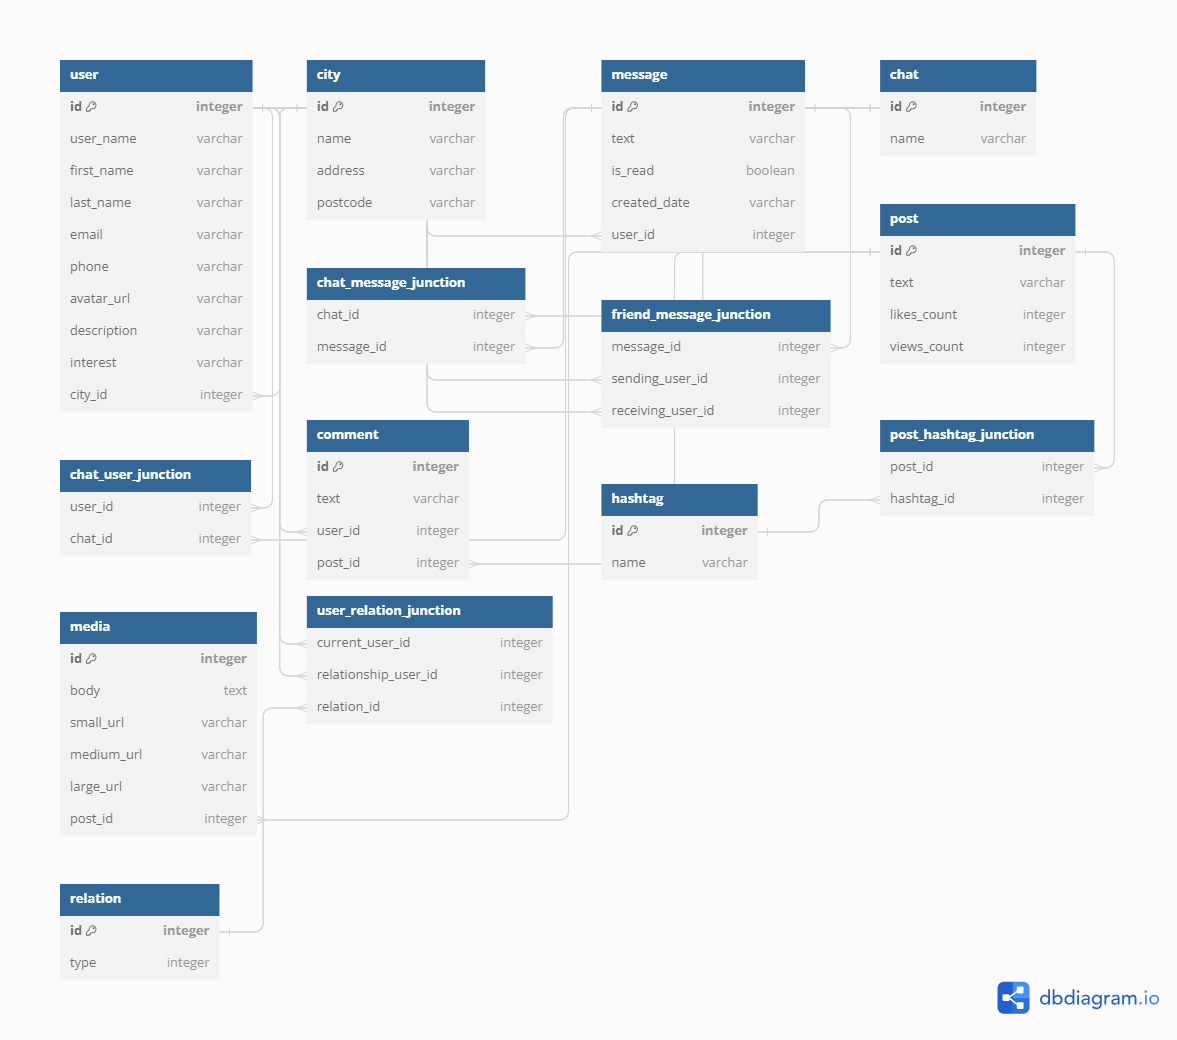 user
id integer
user_name varchar
first_name varchar
last_name varchar
email varchar
phone varchar
avatar_url varchar
description varchar
interest varchar
city_id integer
city
id integer
name varchar
address varchar
postcode varchar
message
id integer
text varchar
is_read boolean
created_date varchar
user_id integer
chat
id integer
name varchar
post
id integer
text varchar
likes_count integer
views_count integer
chat_message_junction
chat_id integer
message_id integer
friend_message_junction
message_id integer
sending_user_id integer
receiving_user_id integer
comment
id integer
text varchar
user_id integer
post_id integer
post_hashtag_junction
post_id integer
hashtag_id integer
chat_user_junction
user_id integer
chat_id integer
hashtag
id integer
name varchar
user_relation_junction
current_user_id integer
relationship_user_id integer
relation_id integer
media
id integer
body text
small_url varchar
medium_url varchar
large_url varchar
post_id integer
relation
id integer
type integer
dbdiagram.io